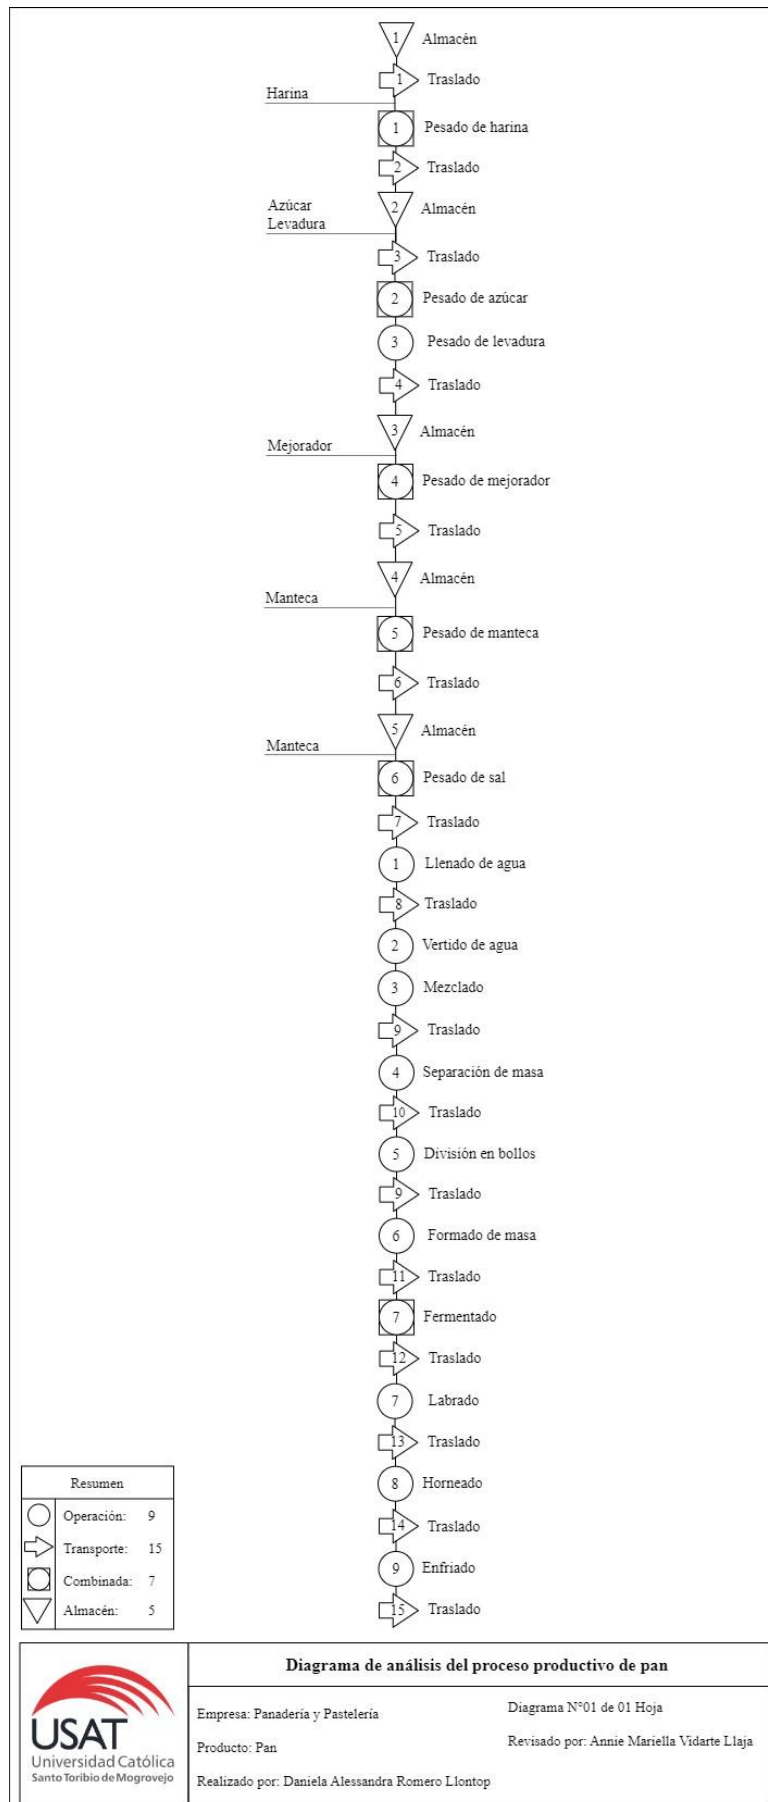 1 Almacén
1 Traslado
Harina
1 Pesado de harina
2 Traslado
Azúcar
Levadura
2 Almacén
3 Traslado
2 Pesado de azúcar
3 Pesado de levadura
4 Traslado
3 Almacén
Mejorador
4 Pesado de mejorador
5 Traslado
4 Almacén
Manteca
5 Pesado de manteca
6 Traslado
5 Almacén
Manteca
6 Pesado de sal
7 Traslado
1 Llenado de agua
8 Traslado
2 Vertido de agua
3 Mezclado
9 Traslado
4 Separación de masa
10 Traslado
5 División en bollos
9 Traslado
6 Formado de masa
11 Traslado
7 Fermentado
12 Traslado
7 Labrado
13 Traslado
8 Horneado
14 Traslado
9 Enfriado
15 Traslado
Resumen
Operación: 9
Transporte: 15
Combinada: 7
Almacén: 5
USAT
Universidad Católica
Santo Toribio de Mogrovejo
Diagrama de análisis del proceso productivo de pan
Empresa: Panadería y Pastelería
Diagrama N°01 de 01 Hoja
Producto: Pan
Revisado por: Annie Mariella Vidarte Llaja
Realizado por: Daniela Alessandra Romero Llontop